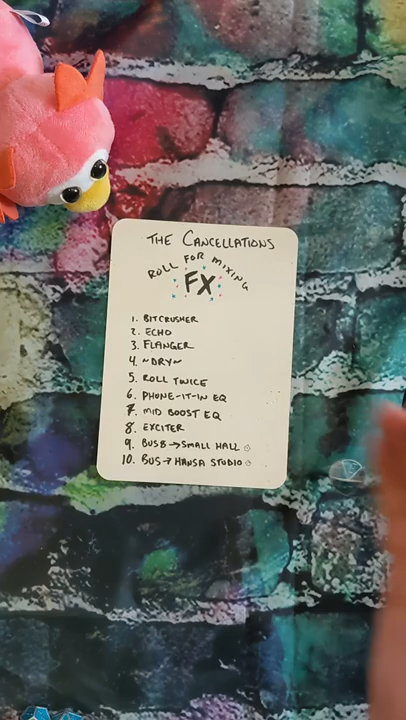 THE CANCELLATIONS
ROLL FOR MIXING
FX
1. BITCRUSHER
2. ECHO
3. FLANGER
4. ~DRY~
5. ROLL TWICE
6. PHONE-IT-IN EQ
7. MID BOOST EQ
8. EXCITER
9. BUS8→SMALL HALL
10. BUS→HANSA STUDIO